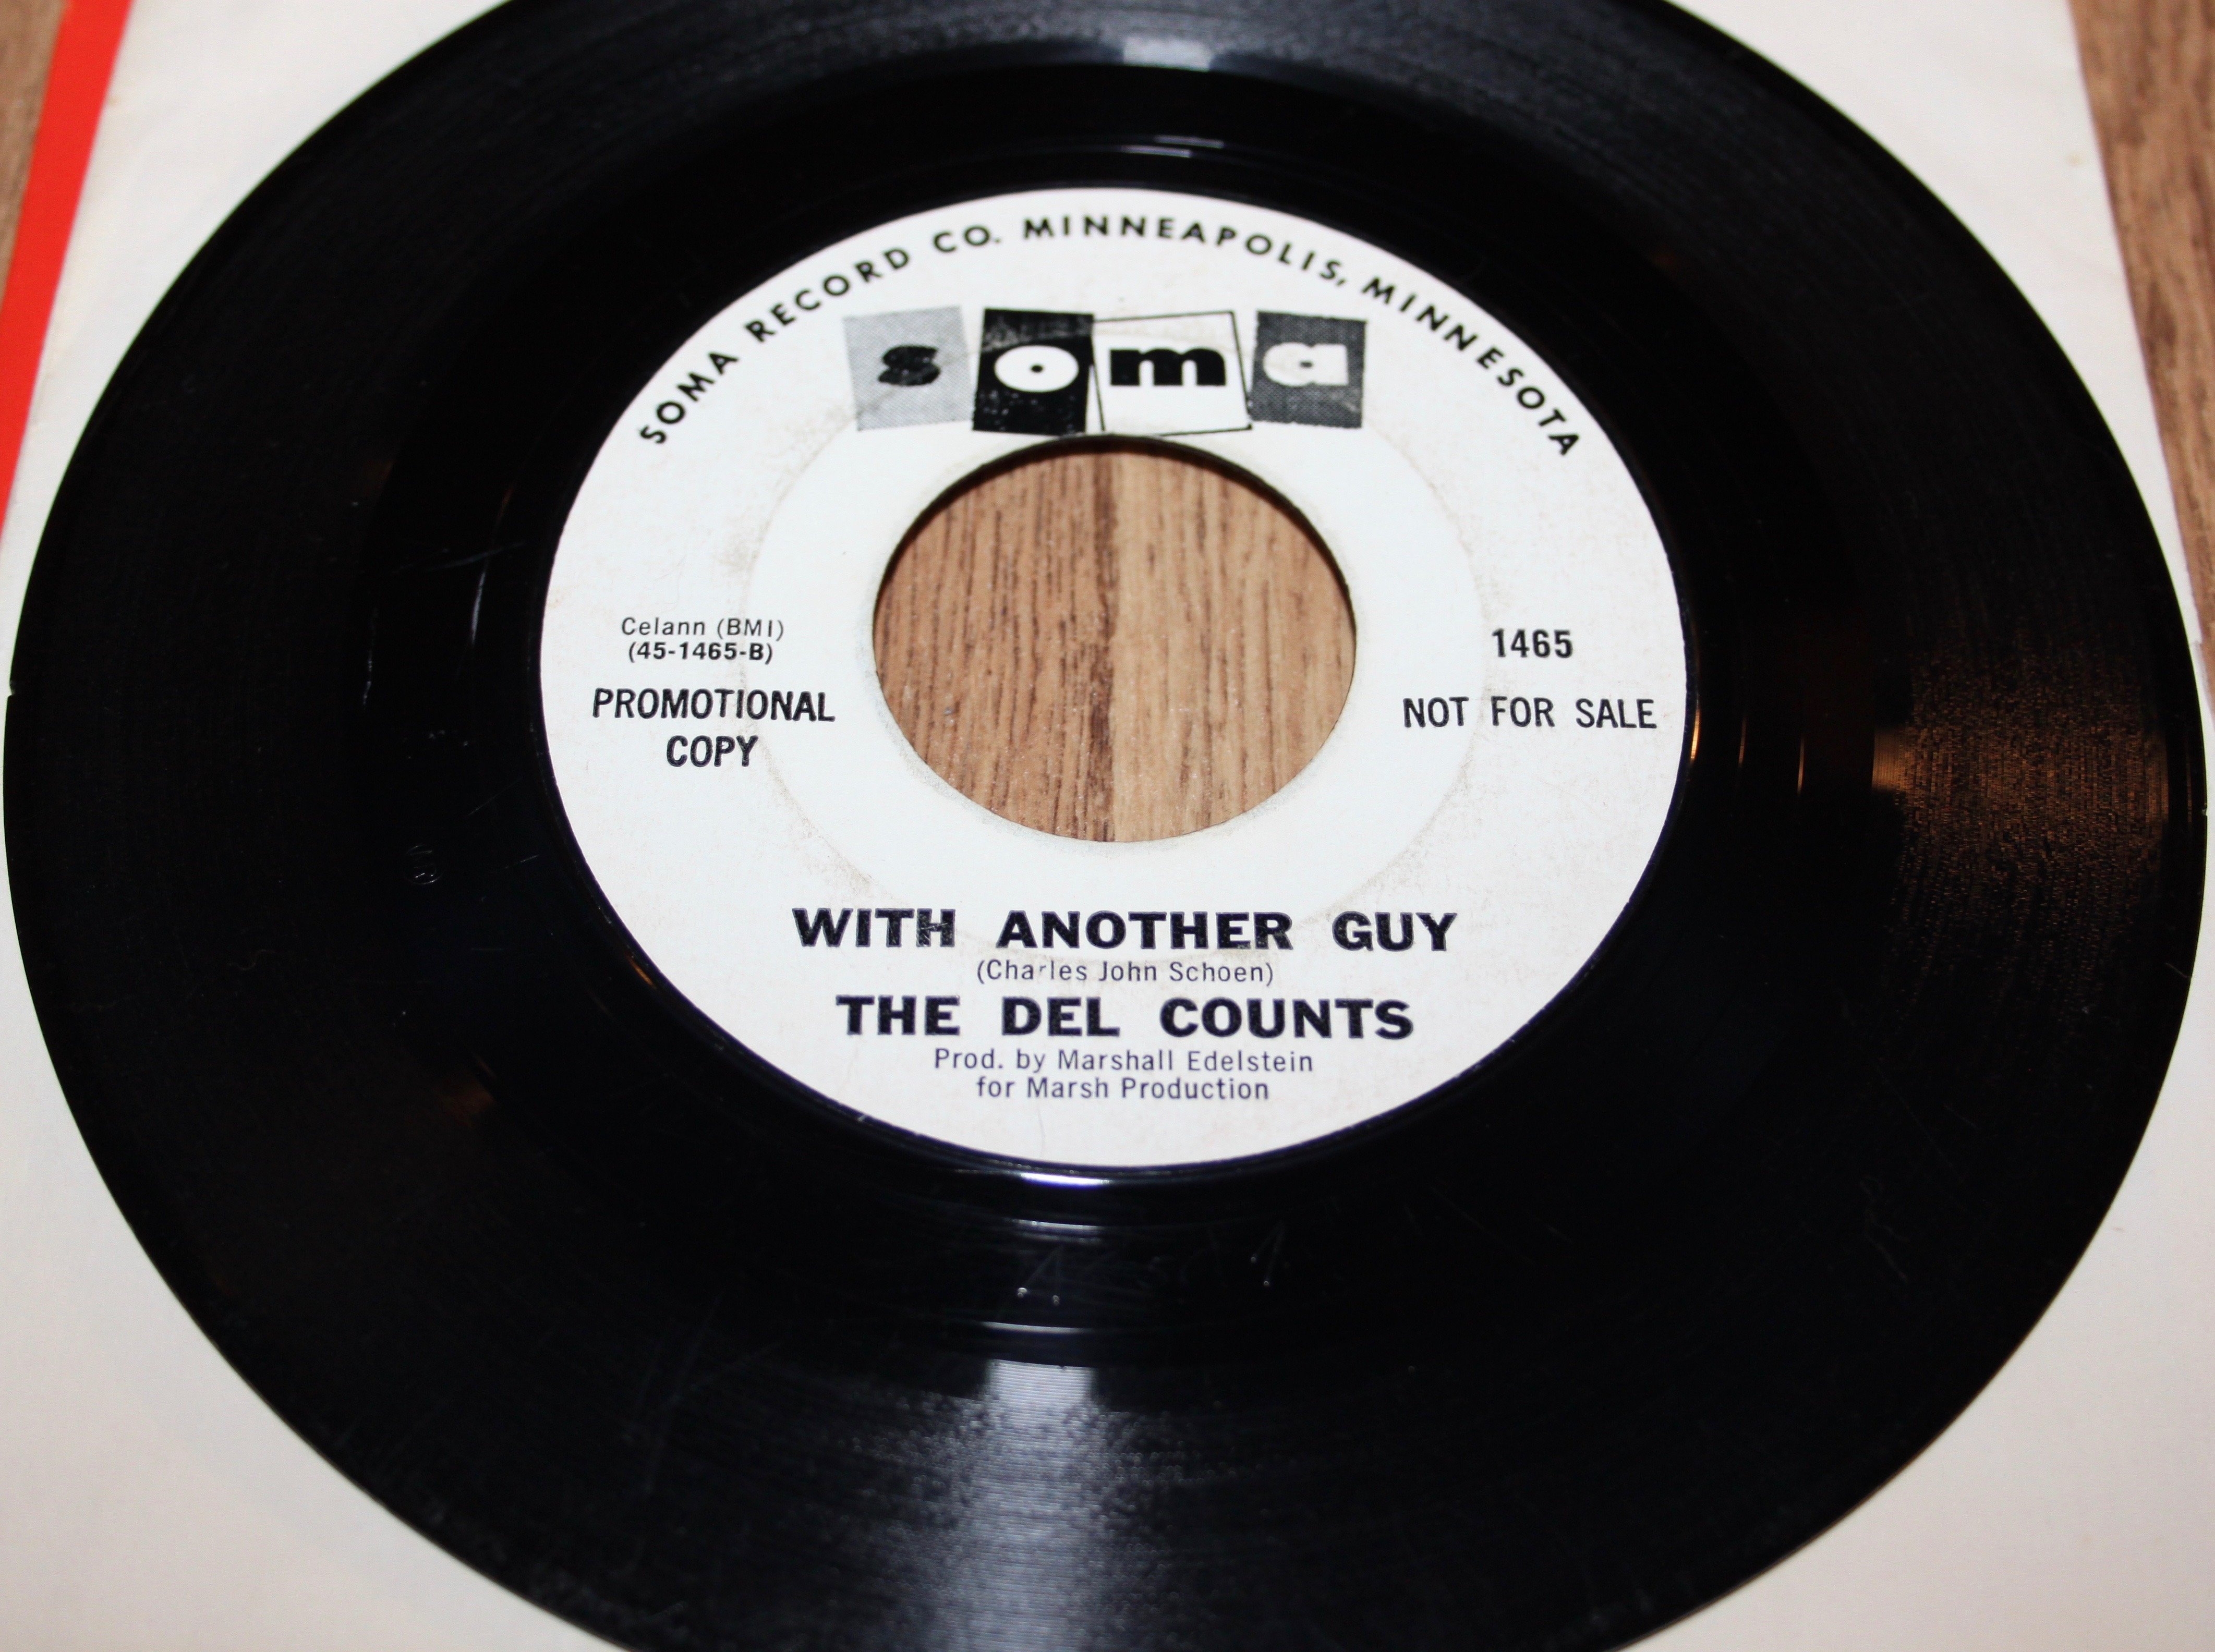 SOMA RECORD CO. MINNEAPOLIS, MINNESOTA
soma
Celann (BMI)
(45-1465-B)
PROMOTIONAL
COPY
1465
NOT FOR SALE
WITH ANOTHER GUY
(Charles John Schoen)
THE DEL COUNTS
Prod. by Marshall Edelstein
for Marsh Production